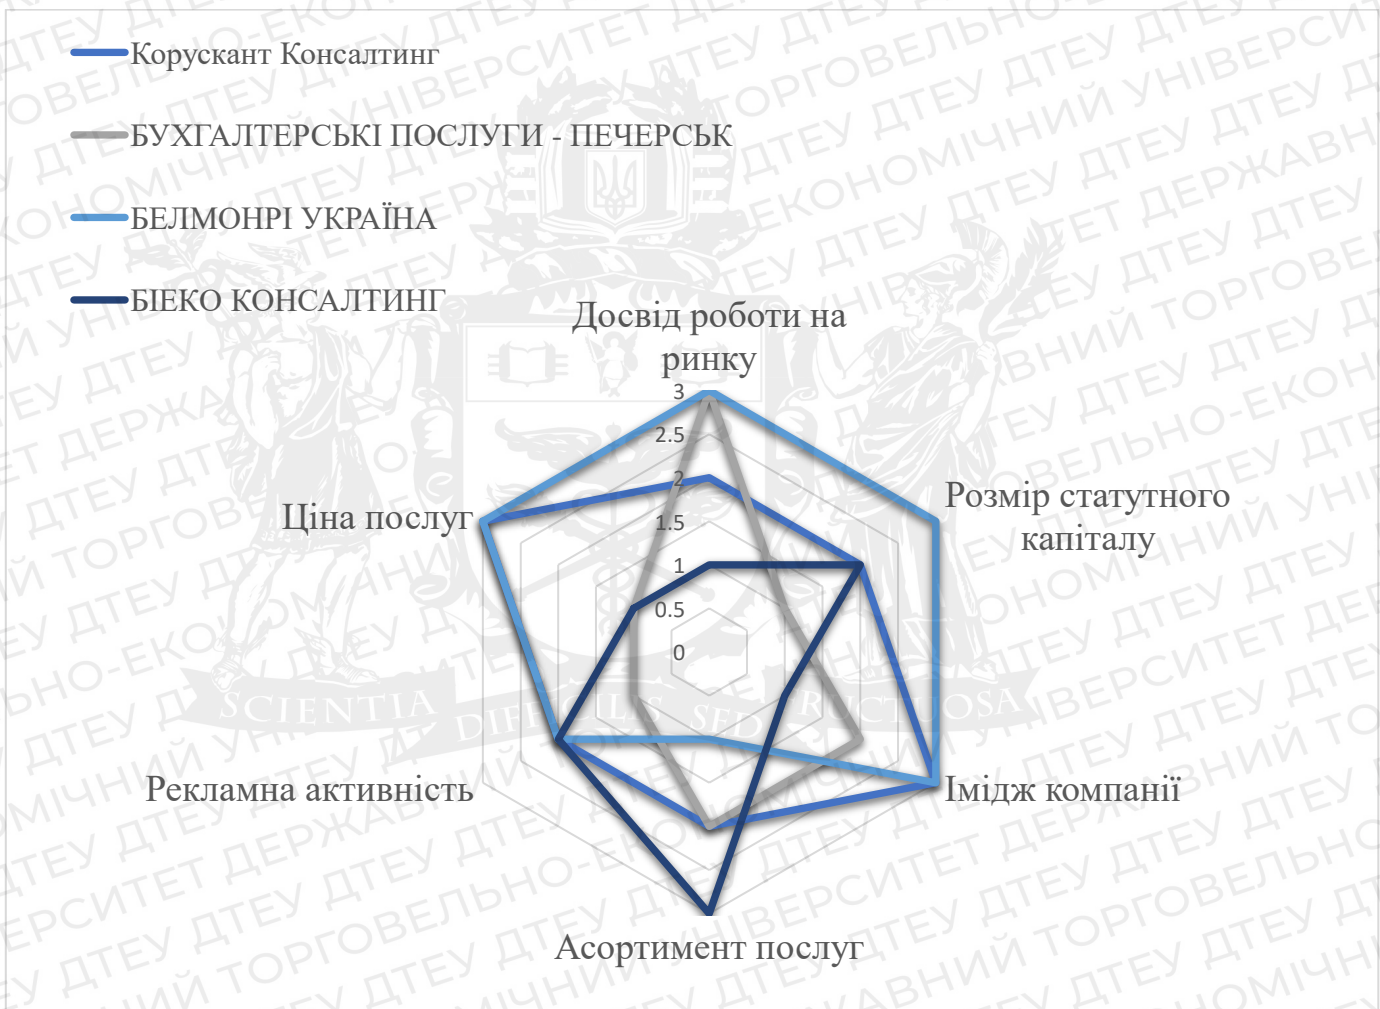 Корускант Консалтинг
БУХГАЛТЕРСЬКІ ПОСЛУГИ - ПЕЧЕРСЬК
БЕЛМОНРІ УКРАЇНА
БІЕКО КОНСАЛТИНГ
Досвід роботи на
ринку
3
2.5
2
1.5
1
0.5
0
Розмір статутного
капіталу
Ціна послуг
Рекламна активність
Імідж компанії
Асортимент послуг
SCIENTIA